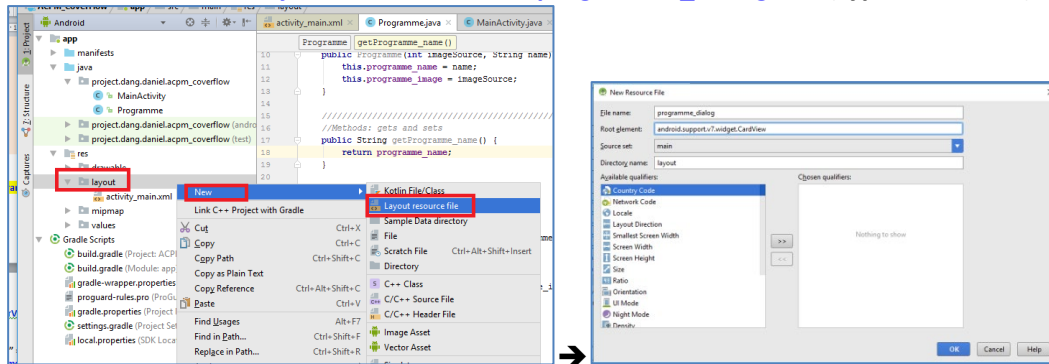 Android
activity_main.xml
Programme.java
MainActivity.java
1: Project
app
manifests
java
project.dang.daniel.acpm_coverflow
MainActivity
Programme
project.dang.daniel.acpm_coverflow (andro
project.dang.daniel.acpm_coverflow (test)
res
drawable
layout
activity_main.xml
mipmap
values
Gradle Scripts
build.gradle (Project: ACP
build.gradle (Module: app
gradle-wrapper.properties
proguard-rules.pro (ProGu
gradle.properties (Project
settings.gradle (Project Set
local.properties (SDK Loca
Z: Structure
Captures
Programme
getProgramme_name()
10 public Programme(int imageSource, String name)
11 this.programme_name = name;
12 this.programme_image = imageSource;
13 }
14
15 ////////////////////////////////////////////
16 //Methods: gets and sets
17 public String getProgramme_name() {
18 return programme_name;
19 }
20
New
Link C++ Project with Gradle
Cut Ctrl+X
Copy Ctrl+C
Copy Path Ctrl+Shift+C
Copy as Plain Text
Copy Reference Ctrl+Alt+Shift+C
Paste Ctrl+V
Find Usages Alt+F7
Find in Path... Ctrl+Shift+F
Replace in Path... Ctrl+Shift+R
Kotlin File/Class
Layout resource file
Sample Data directory
File
Scratch File Ctrl+Alt+Shift+Insert
Directory
C++ Class
C/C++ Source File
C/C++ Header File
Image Asset
Vector Asset
➔
New Resource File
File name: programme_dialog
Root element: android.support.v7.widget.CardView
Source set: main
Directory name: layout
Available qualifiers:
Chosen qualifiers:
Country Code
Network Code
Locale
Layout Direction
Smallest Screen Width
Screen Width
Screen Height
Size
Ratio
Orientation
UI Mode
Night Mode
Density
>>
<<
Nothing to show
OK
Cancel
Help